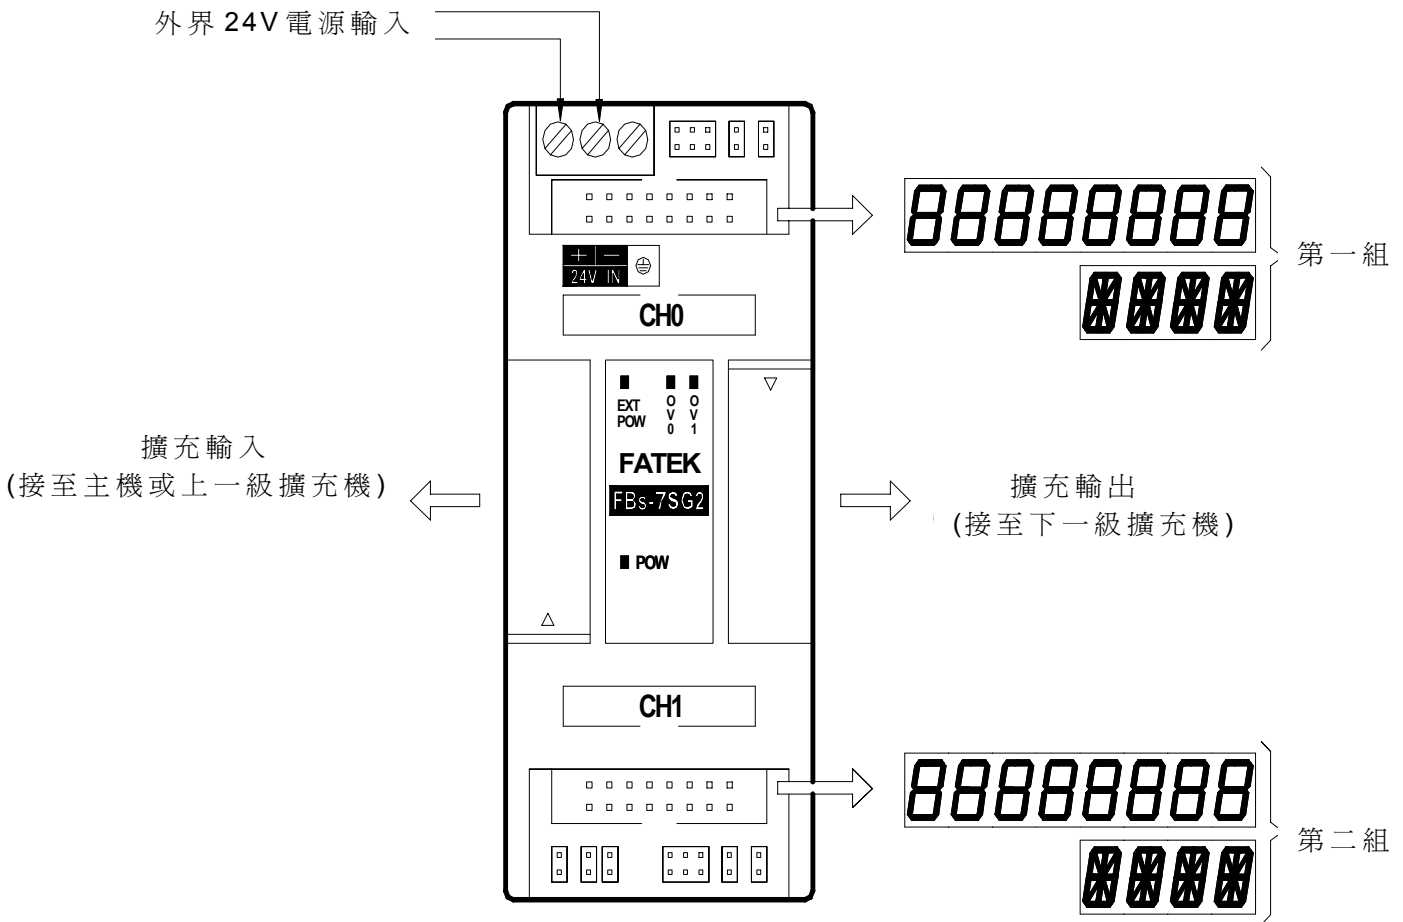 外界24V電源輸入
第一組
+ −
24V IN
CH0
EXT POW
OV0
OV1
FATEK
FBs-7SG2
POW
擴充輸入
(接至主機或上一級擴充機)
擴充輸出
(接至下一級擴充機)
CH1
第二組